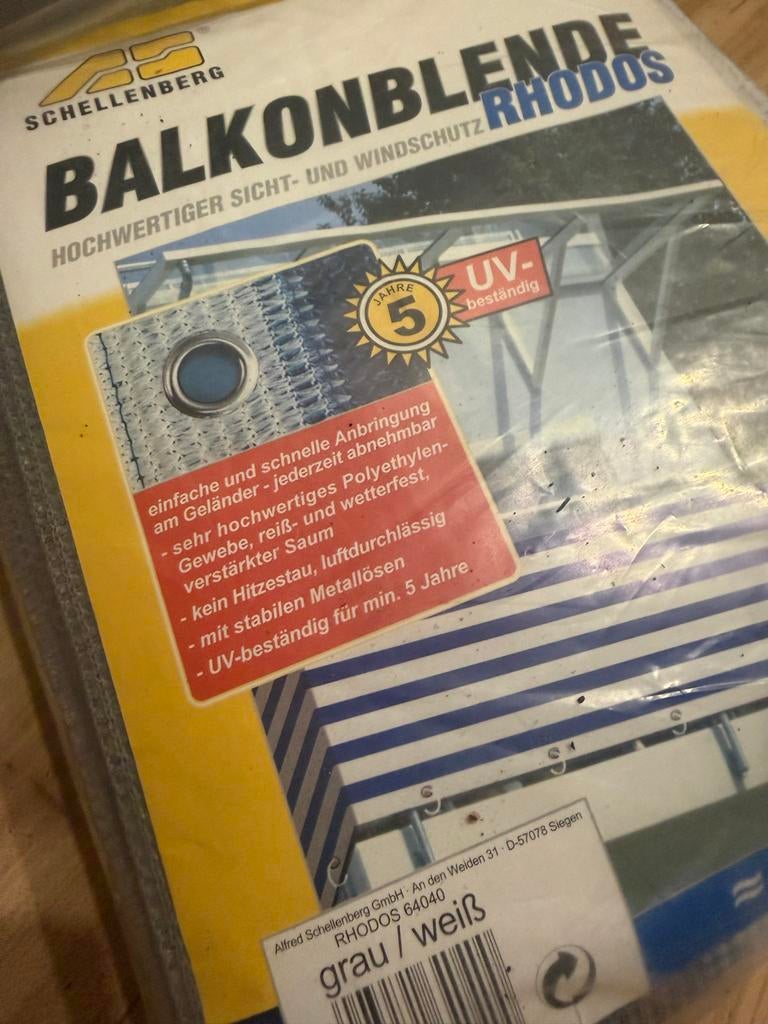 SCHELLENBERG
BALKONBLENDE
RHODOS
HOCHWERTIGER SICHT- UND WINDSCHUTZ
JAHRE
5
UV-
beständig
einfache und schnelle Anbringung
am Geländer - jederzeit abnehmbar
- sehr hochwertiges Polyethylen-
Gewebe, reiß- und wetterfest,
verstärkter Saum
- kein Hitzestau, luftdurchlässig
- mit stabilen Metallösen
- UV-beständig für min. 5 Jahre
Alfred Schellenberg GmbH · An den Weiden 31 · D-57078 Siegen
RHODOS 64040
grau / weiß